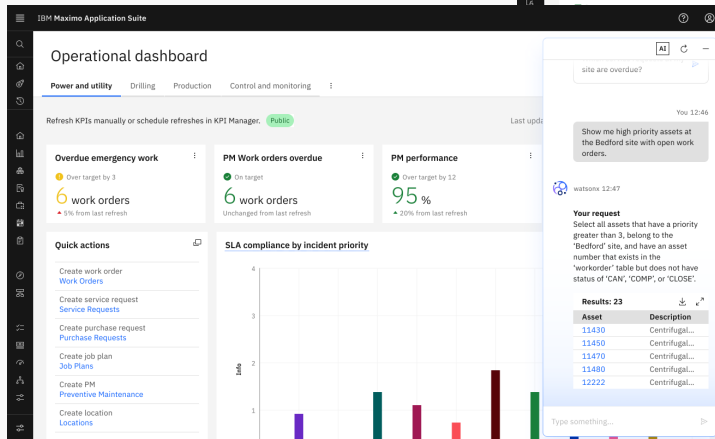 IBM Maximo Application Suite
Operational dashboard
Power and utility Drilling Production Control and monitoring
Refresh KPIs manually or schedule refreshes in KPI Manager. Public
Last upda
Overdue emergency work
Over target by 3
6 work orders
5% from last refresh
PM Work orders overdue
On target
6 work orders
Unchanged from last refresh
PM performance
Over target by 12
95 %
20% from last refresh
Quick actions
Create work order
Work Orders
Create service request
Service Requests
Create purchase request
Purchase Requests
Create job plan
Job Plans
Create PM
Preventive Maintenance
Create location
Locations
SLA compliance by incident priority
4
3
2
1
Info
AI
site are overdue?
You 12:46
Show me high priority assets at
the Bedford site with open work
orders.
watsonx 12:47
Your request
Select all assets that have a priority
greater than 3, belong to the
'Bedford' site, and have an asset
number that exists in the
'workorder' table but does not have
status of 'CAN', 'COMP', or 'CLOSE'.
Results: 23
Asset Description
11430 Centrifugal...
11450 Centrifugal...
11470 Centrifugal...
11480 Centrifugal...
12222 Centrifugal...
Type something...